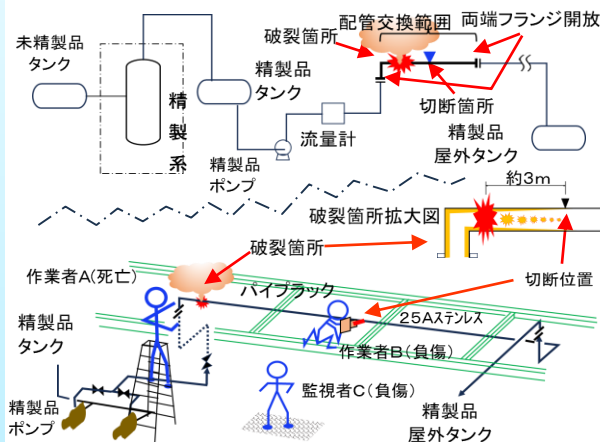 配管交換範囲
両端フランジ開放
破裂箇所
未精製品
タンク
精製系
精製品
タンク
切断箇所
流量計
精製品
ポンプ
精製品
屋外タンク
約3m
破裂箇所拡大図
破裂箇所
作業者A(死亡)
パイプラック
切断位置
25Aステンレス
精製品
タンク
作業者B(負傷)
監視者C(負傷)
精製品
ポンプ
精製品
屋外タンク